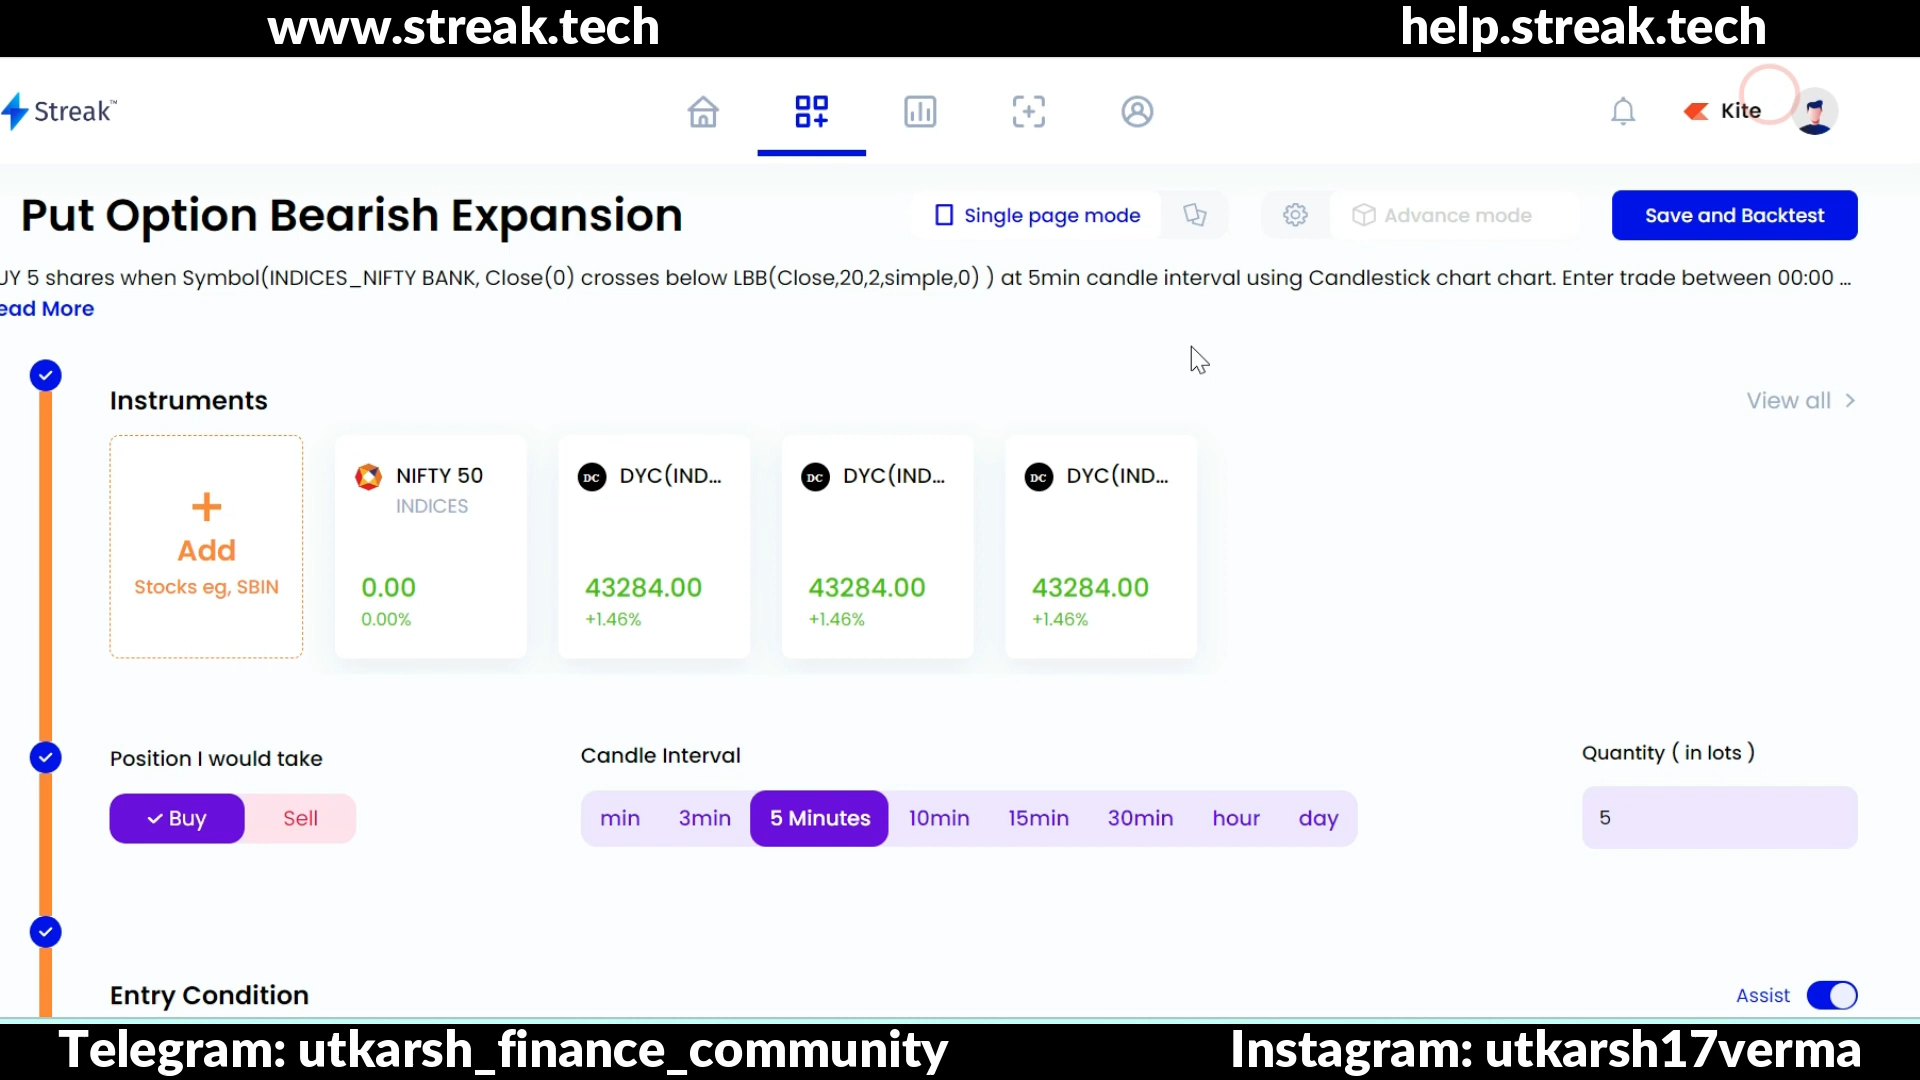 www.streak.tech
help.streak.tech
Streak™
Kite
Put Option Bearish Expansion
Single page mode
Advance mode
Save and Backtest
UY 5 shares when Symbol(INDICES_NIFTY BANK, Close(0) crosses below LBB(Close,20,2,simple,0) ) at 5min candle interval using Candlestick chart chart. Enter trade between 00:00 ...
ead More
Instruments
View all >
+
Add
Stocks eg, SBIN
NIFTY 50
INDICES
0.00
0.00%
DC DYC(IND...
43284.00
+1.46%
DC DYC(IND...
43284.00
+1.46%
DC DYC(IND...
43284.00
+1.46%
Position I would take
Buy
Sell
Candle Interval
min 3min 5 Minutes 10min 15min 30min hour day
Quantity ( in lots )
5
Entry Condition
Assist
Telegram: utkarsh_finance_community
Instagram: utkarsh17verma